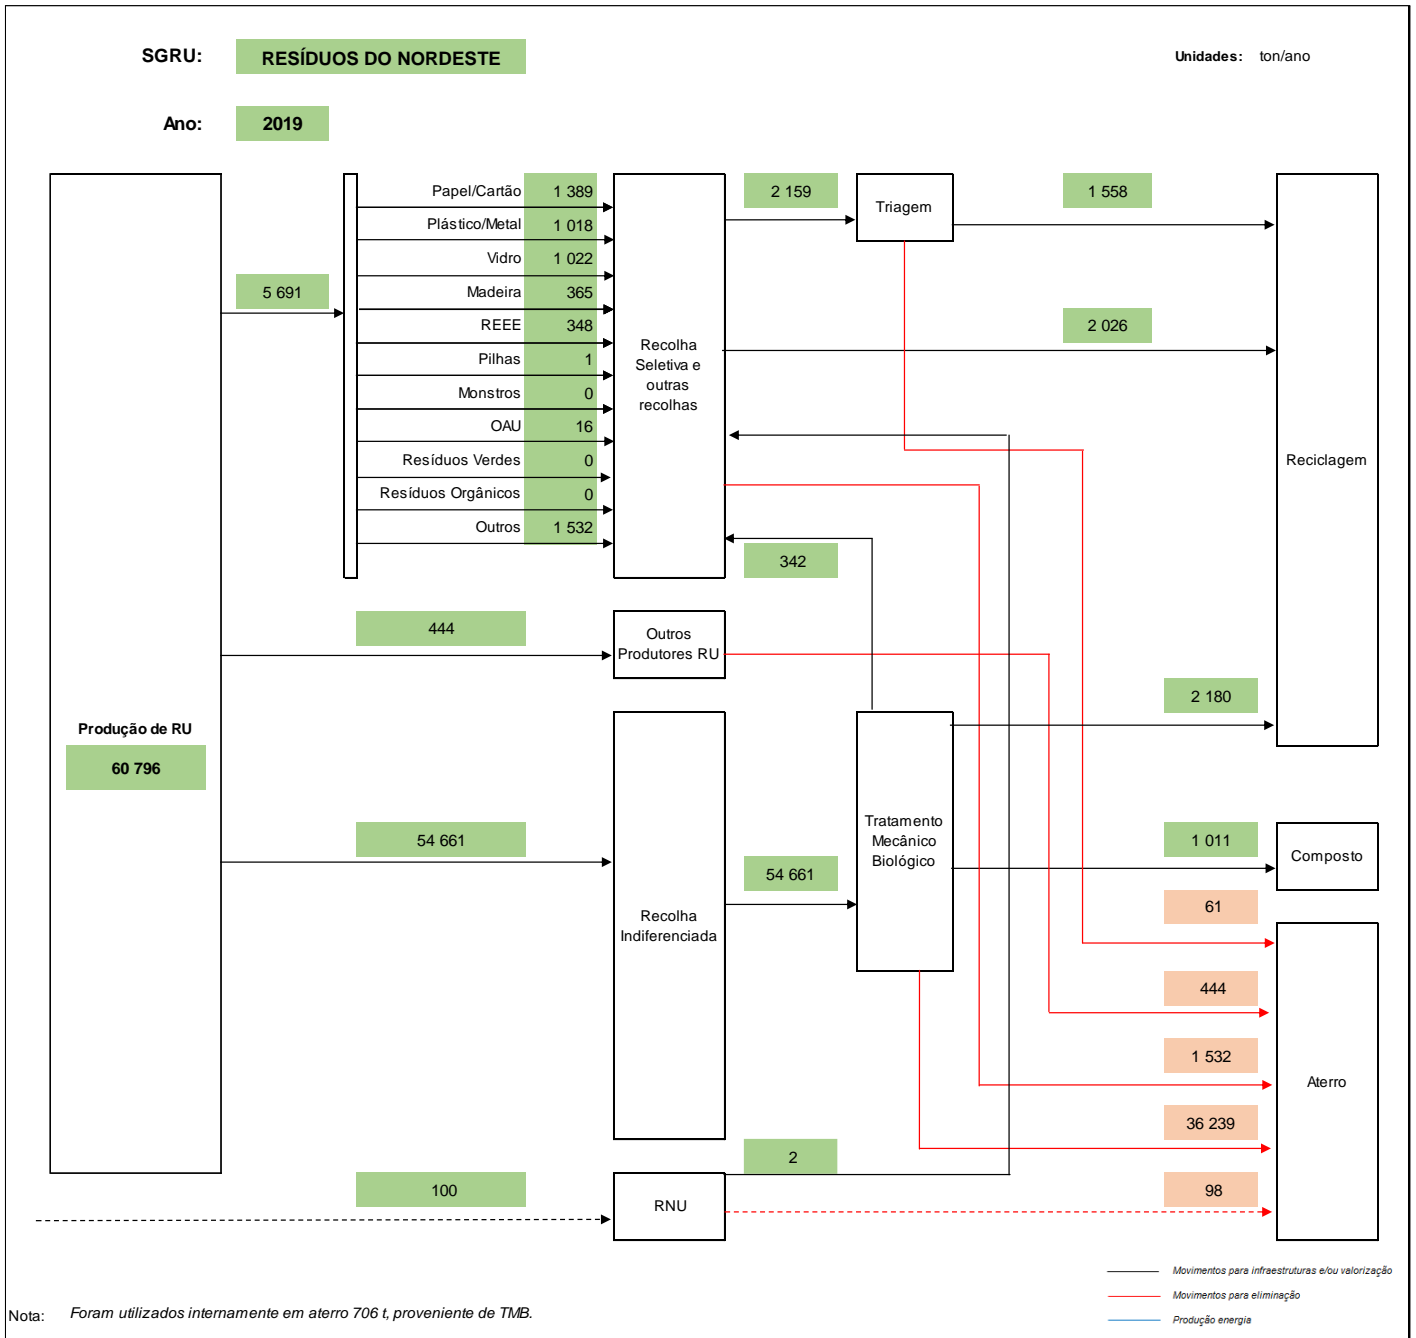 SGRU: RESÍDUOS DO NORDESTE
Unidades: ton/ano
Ano: 2019
Papel/Cartão 1 389
Plástico/Metal 1 018
Vidro 1 022
Madeira 365
REEE 348
Pilhas 1
Monstros 0
OAU 16
Resíduos Verdes 0
Resíduos Orgânicos 0
Outros 1 532
5 691
Recolha
Seletiva e
outras
recolhas
2 159
Triagem
1 558
2 026
Reciclagem
342
444
Outros
Produtores RU
2 180
Produção de RU
60 796
54 661
Recolha
Indiferenciada
54 661
Tratamento
Mecânico
Biológico
1 011
Composto
61
444
1 532
36 239
98
Aterro
2
100
RNU
Movimentos para infraestruturas e/ou valorização
Movimentos para eliminação
Produção energia
Nota: Foram utilizados internamente em aterro 706 t, proveniente de TMB.